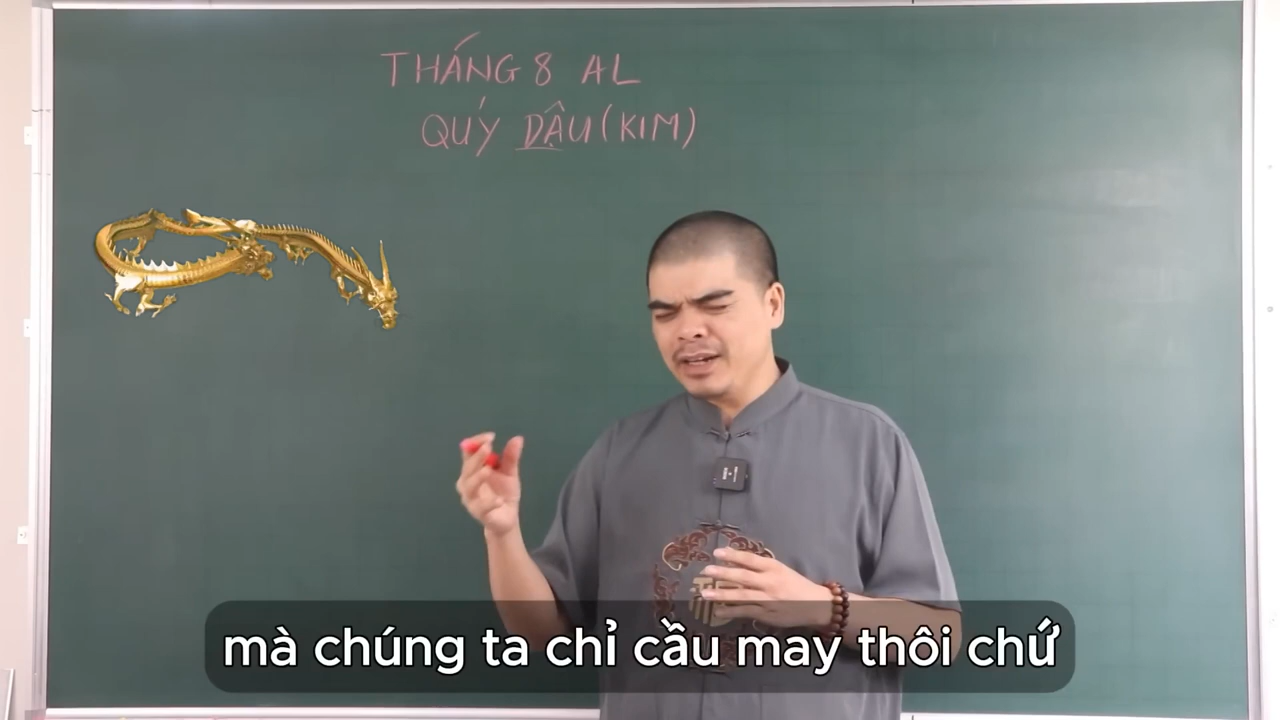 THÁNG 8 AL
QUÝ DẬU (KIM)
mà chúng ta chỉ cầu may thôi chứ